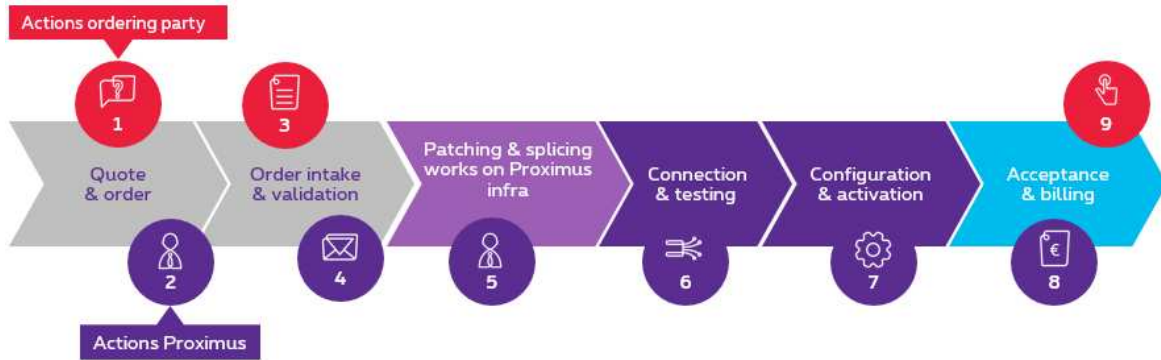 Actions ordering party
1
3
9
Quote
& order
Order intake
& validation
Patching & splicing
works on Proximus
infra
Connection
& testing
Configuration
& activation
Acceptance
& billing
?
€
2
4
5
6
7
8
Actions Proximus